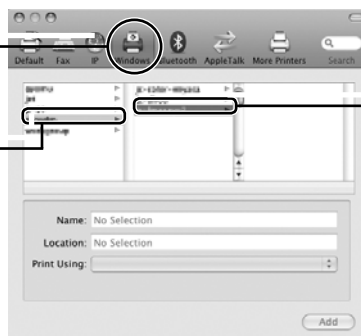 Default Fax IP Windows Bluetooth AppleTalk More Printers Search
Name: No Selection
Location: No Selection
Print Using:
Add